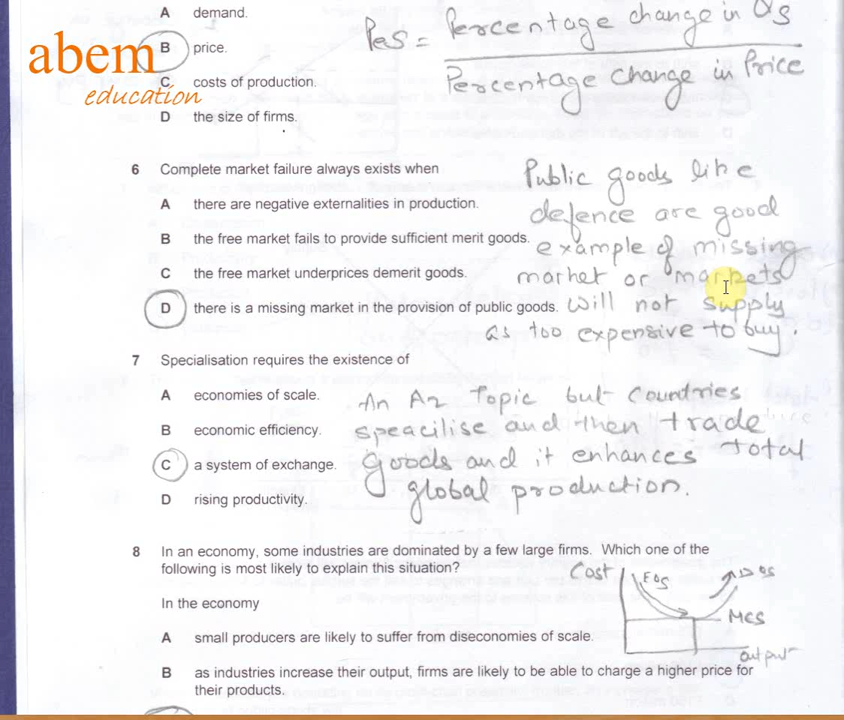 A demand.
Pes = Percentage change in Qs
Percentage change in Price
abem
education
B price.
C costs of production.
D the size of firms.
6 Complete market failure always exists when
A there are negative externalities in production.
B the free market fails to provide sufficient merit goods.
C the free market underprices demerit goods.
D there is a missing market in the provision of public goods.
Public goods like
defence are good
example of missing
market or markets
will not supply
as too expensive to buy.
7 Specialisation requires the existence of
A economies of scale.
B economic efficiency.
C a system of exchange.
D rising productivity.
An A2 Topic but countries
speacilise and then trade
goods and it enhances total
global production.
8 In an economy, some industries are dominated by a few large firms. Which one of the
following is most likely to explain this situation?
Cost
EOS
MES
output
In the economy
A small producers are likely to suffer from diseconomies of scale.
B as industries increase their output, firms are likely to be able to charge a higher price for
their products.